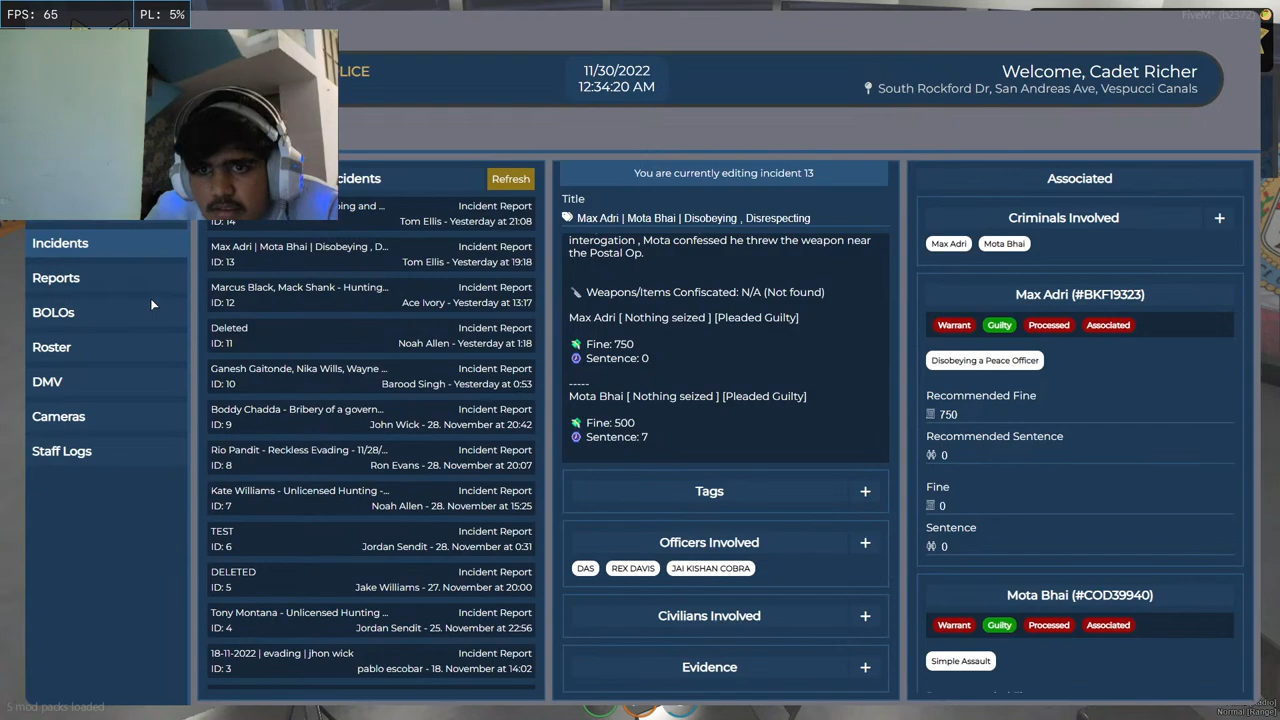 FPS: 65
PL: 5%
FiveM® (b2372)
LICE
11/30/2022
12:34:20 AM
Welcome, Cadet Richer
South Rockford Dr, San Andreas Ave, Vespucci Canals
Incidents
Reports
BOLOs
Roster
DMV
Cameras
Staff Logs
cidents
Refresh
ping and ...
Incident Report
ID: 14
Tom Ellis - Yesterday at 21:08
Max Adri | Mota Bhai | Disobeying , D...
Incident Report
ID: 13
Tom Ellis - Yesterday at 19:18
Marcus Black, Mack Shank - Hunting...
Incident Report
ID: 12
Ace Ivory - Yesterday at 13:17
Deleted
Incident Report
ID: 11
Noah Allen - Yesterday at 1:18
Ganesh Gaitonde, Nika Wills, Wayne ...
Incident Report
ID: 10
Barood Singh - Yesterday at 0:53
Boddy Chadda - Bribery of a govern...
Incident Report
ID: 9
John Wick - 28. November at 20:42
Rio Pandit - Reckless Evading - 11/28/...
Incident Report
ID: 8
Ron Evans - 28. November at 20:07
Kate Williams - Unlicensed Hunting -...
Incident Report
ID: 7
Noah Allen - 28. November at 15:25
TEST
Incident Report
ID: 6
Jordan Sendit - 28. November at 0:31
DELETED
Incident Report
ID: 5
Jake Williams - 27. November at 20:00
Tony Montana - Unlicensed Hunting ...
Incident Report
ID: 4
Jordan Sendit - 25. November at 22:56
18-11-2022 | evading | jhon wick
Incident Report
ID: 3
pablo escobar - 18. November at 14:02
You are currently editing incident 13
Title
Max Adri | Mota Bhai | Disobeying , Disrespecting
interogation , Mota confessed he threw the weapon near
the Postal Op.
Weapons/Items Confiscated: N/A (Not found)
Max Adri [ Nothing seized ] [Pleaded Guilty]
Fine: 750
Sentence: 0
-----
Mota Bhai [ Nothing seized ] [Pleaded Guilty]
Fine: 500
Sentence: 7
Tags
+
Officers Involved
+
DAS
REX DAVIS
JAI KISHAN COBRA
Civilians Involved
+
Evidence
+
Associated
Criminals Involved
+
Max Adri
Mota Bhai
Max Adri (#BKF19323)
Warrant
Guilty
Processed
Associated
Disobeying a Peace Officer
Recommended Fine
750
Recommended Sentence
0
Fine
0
Sentence
0
Mota Bhai (#COD39940)
Warrant
Guilty
Processed
Associated
Simple Assault
5 mod packs loaded
Radio
Normal [Range]